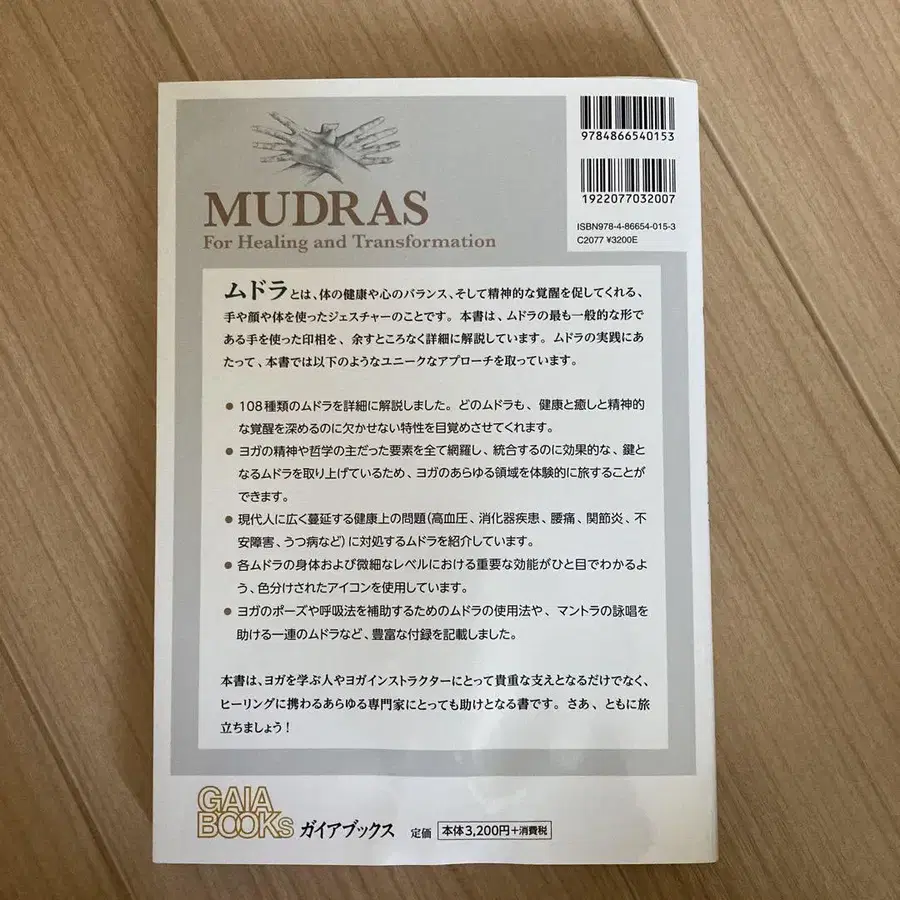 9784866540153
1922077032007
ISBN978-4-86654-015-3
C2077 ¥3200E
MUDRAS
For Healing and Transformation
ムドラとは、体の健康や心のバランス、そして精神的な覚醒を促してくれる、
手や顔や体を使ったジェスチャーのことです。本書は、ムドラの最も一般的な形で
ある手を使った印相を、余すところなく詳細に解説しています。ムドラの実践にあ
たって、本書では以下のようなユニークなアプローチを取っています。
● 108種類のムドラを詳細に解説しました。どのムドラも、健康と癒しと精神的
な覚醒を深めるのに欠かせない特性を目覚めさせてくれます。
● ヨガの精神や哲学の主だった要素を全て網羅し、統合するのに効果的な、鍵と
なるムドラを取り上げているため、ヨガのあらゆる領域を体験的に旅することが
できます。
● 現代人に広く蔓延する健康上の問題(高血圧、消化器疾患、腰痛、関節炎、不
安障害、うつ病など)に対処するムドラを紹介しています。
● 各ムドラの身体および微細なレベルにおける重要な効能がひと目でわかるよ
う、色分けされたアイコンを使用しています。
● ヨガのポーズや呼吸法を補助するためのムドラの使用法や、マントラの詠唱を
助ける一連のムドラなど、豊富な付録を記載しました。
本書は、ヨガを学ぶ人やヨガインストラクターにとって貴重な支えとなるだけでなく、
ヒーリングに携わるあらゆる専門家にとっても助けとなる書です。さあ、ともに旅
立ちましょう!
GAIA
BOOKs
ガイアブックス 定価 本体3,200円+消費税